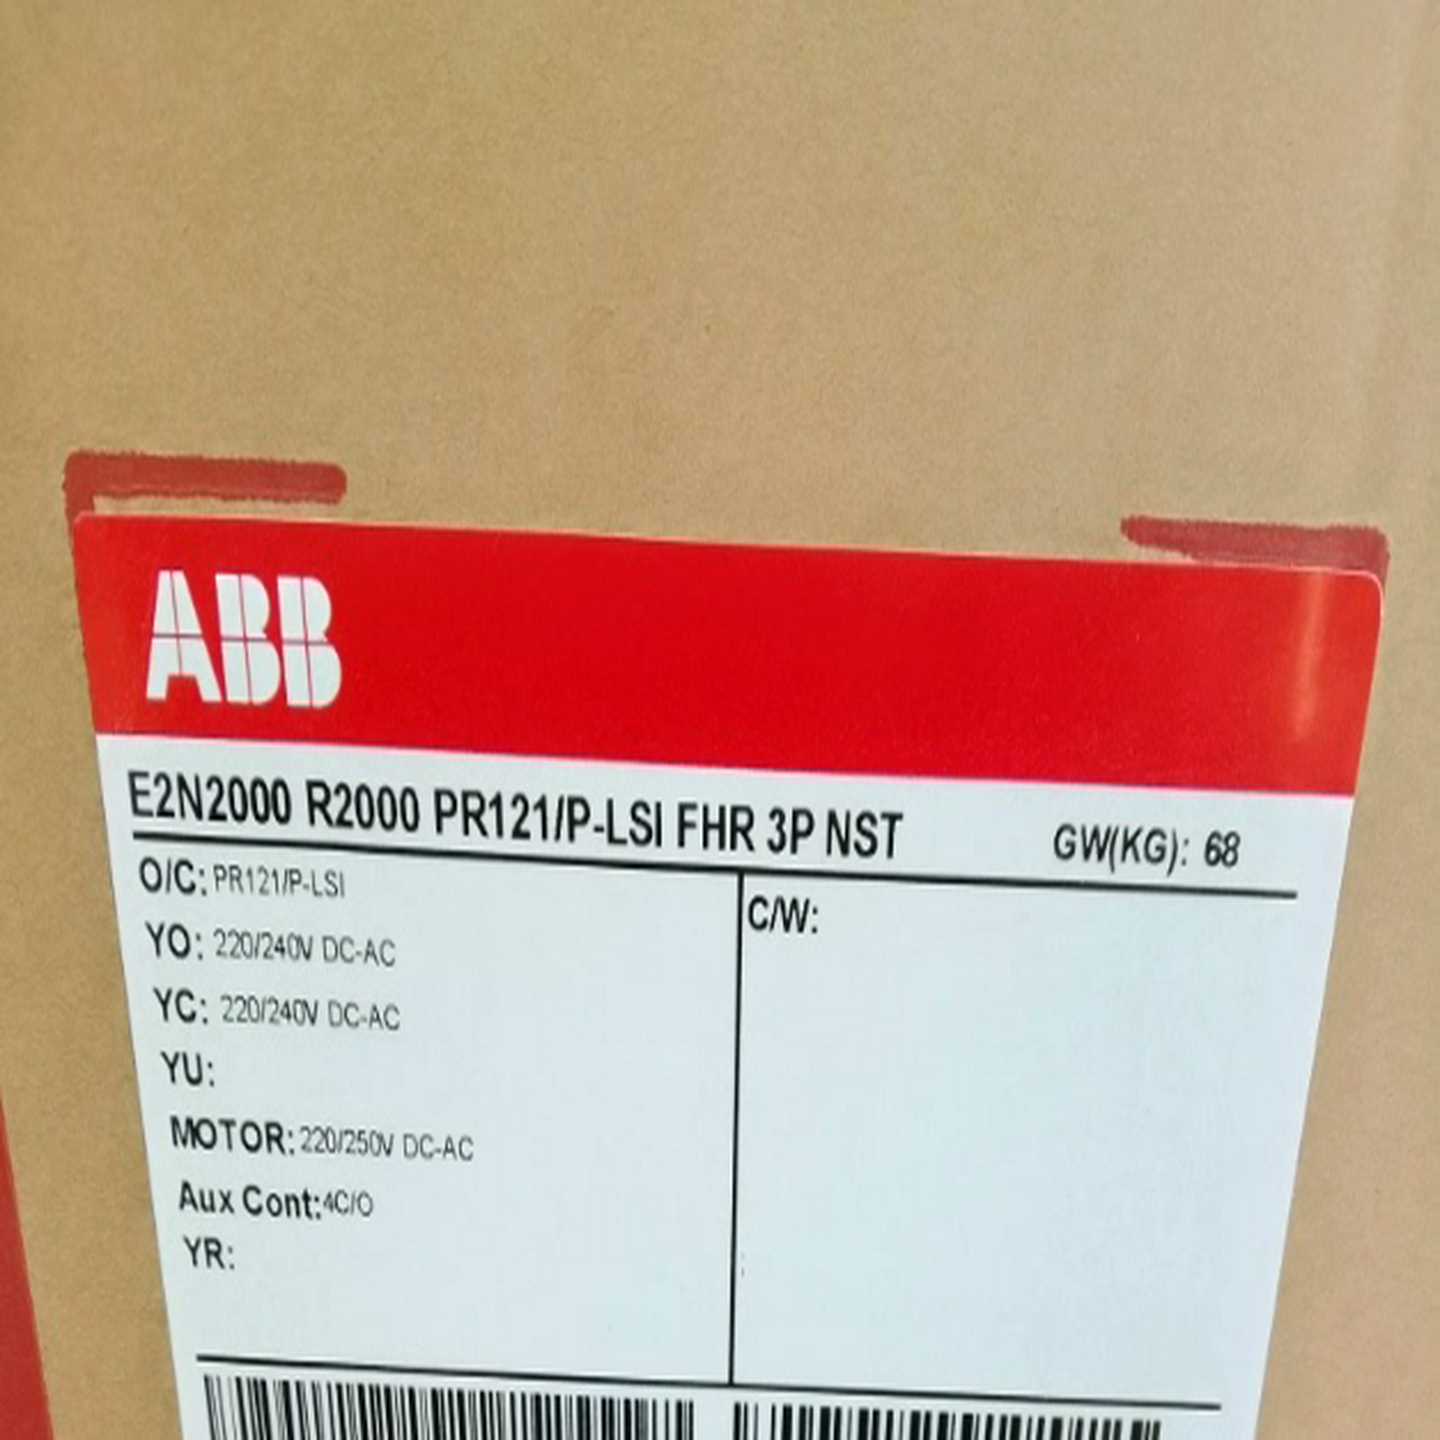 ABB
E2N2000 R2000 PR121/P-LSI FHR 3P NST GW(KG): 68
O/C: PR121/P-LSI
C/W:
YO: 220/240V DC-AC
YC: 220/240V DC-AC
YU:
MOTOR: 220/250V DC-AC
Aux Cont: 4C/O
YR: